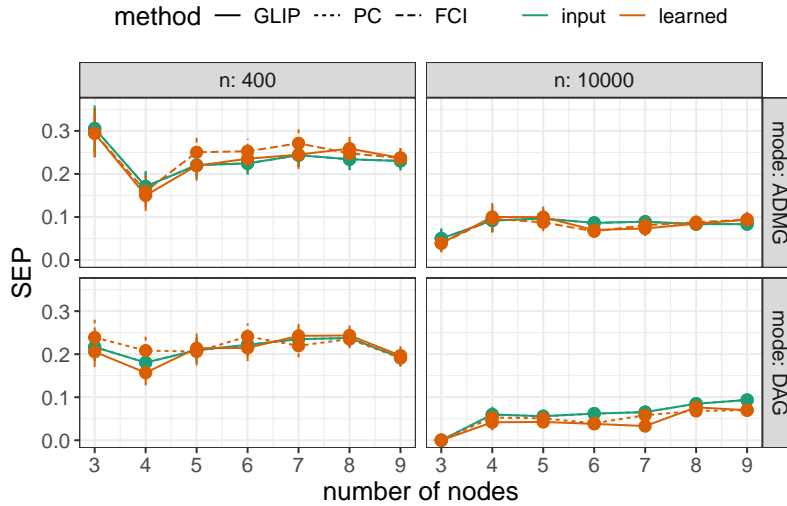 method GLIP PC FCI input learned
n: 400 n: 10000
0.3
0.2
0.1
0.0
mode: ADMG
SEP
0.3
0.2
0.1
0.0
mode: DAG
3 4 5 6 7 8 9 3 4 5 6 7 8 9
number of nodes